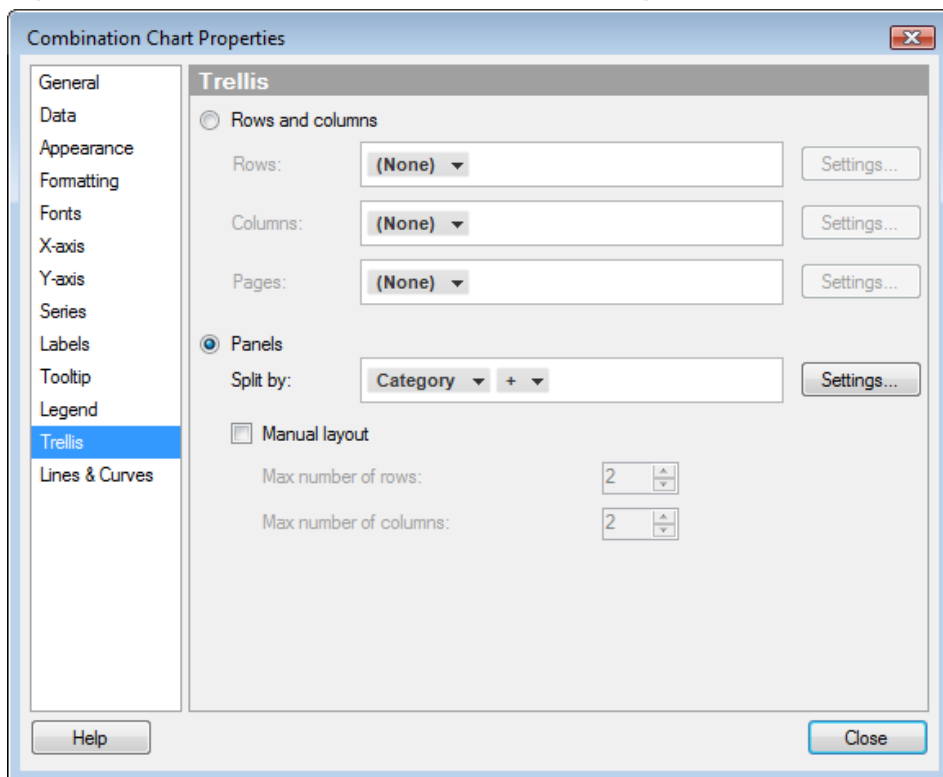 Combination Chart Properties
General
Data
Appearance
Formatting
Fonts
X-axis
Y-axis
Series
Labels
Tooltip
Legend
Trellis
Lines & Curves
Trellis
Rows and columns
Rows: (None) Settings...
Columns: (None) Settings...
Pages: (None) Settings...
Panels
Split by: Category + Settings...
Manual layout
Max number of rows: 2
Max number of columns: 2
Help Close